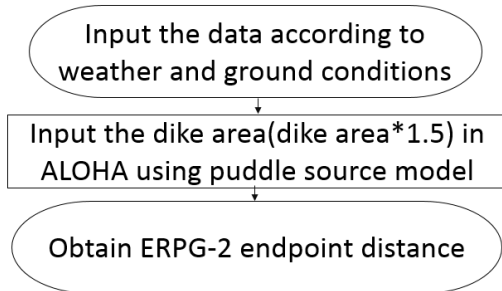 Input the data according to
weather and ground conditions
Input the dike area(dike area*1.5) in
ALOHA using puddle source model
Obtain ERPG-2 endpoint distance